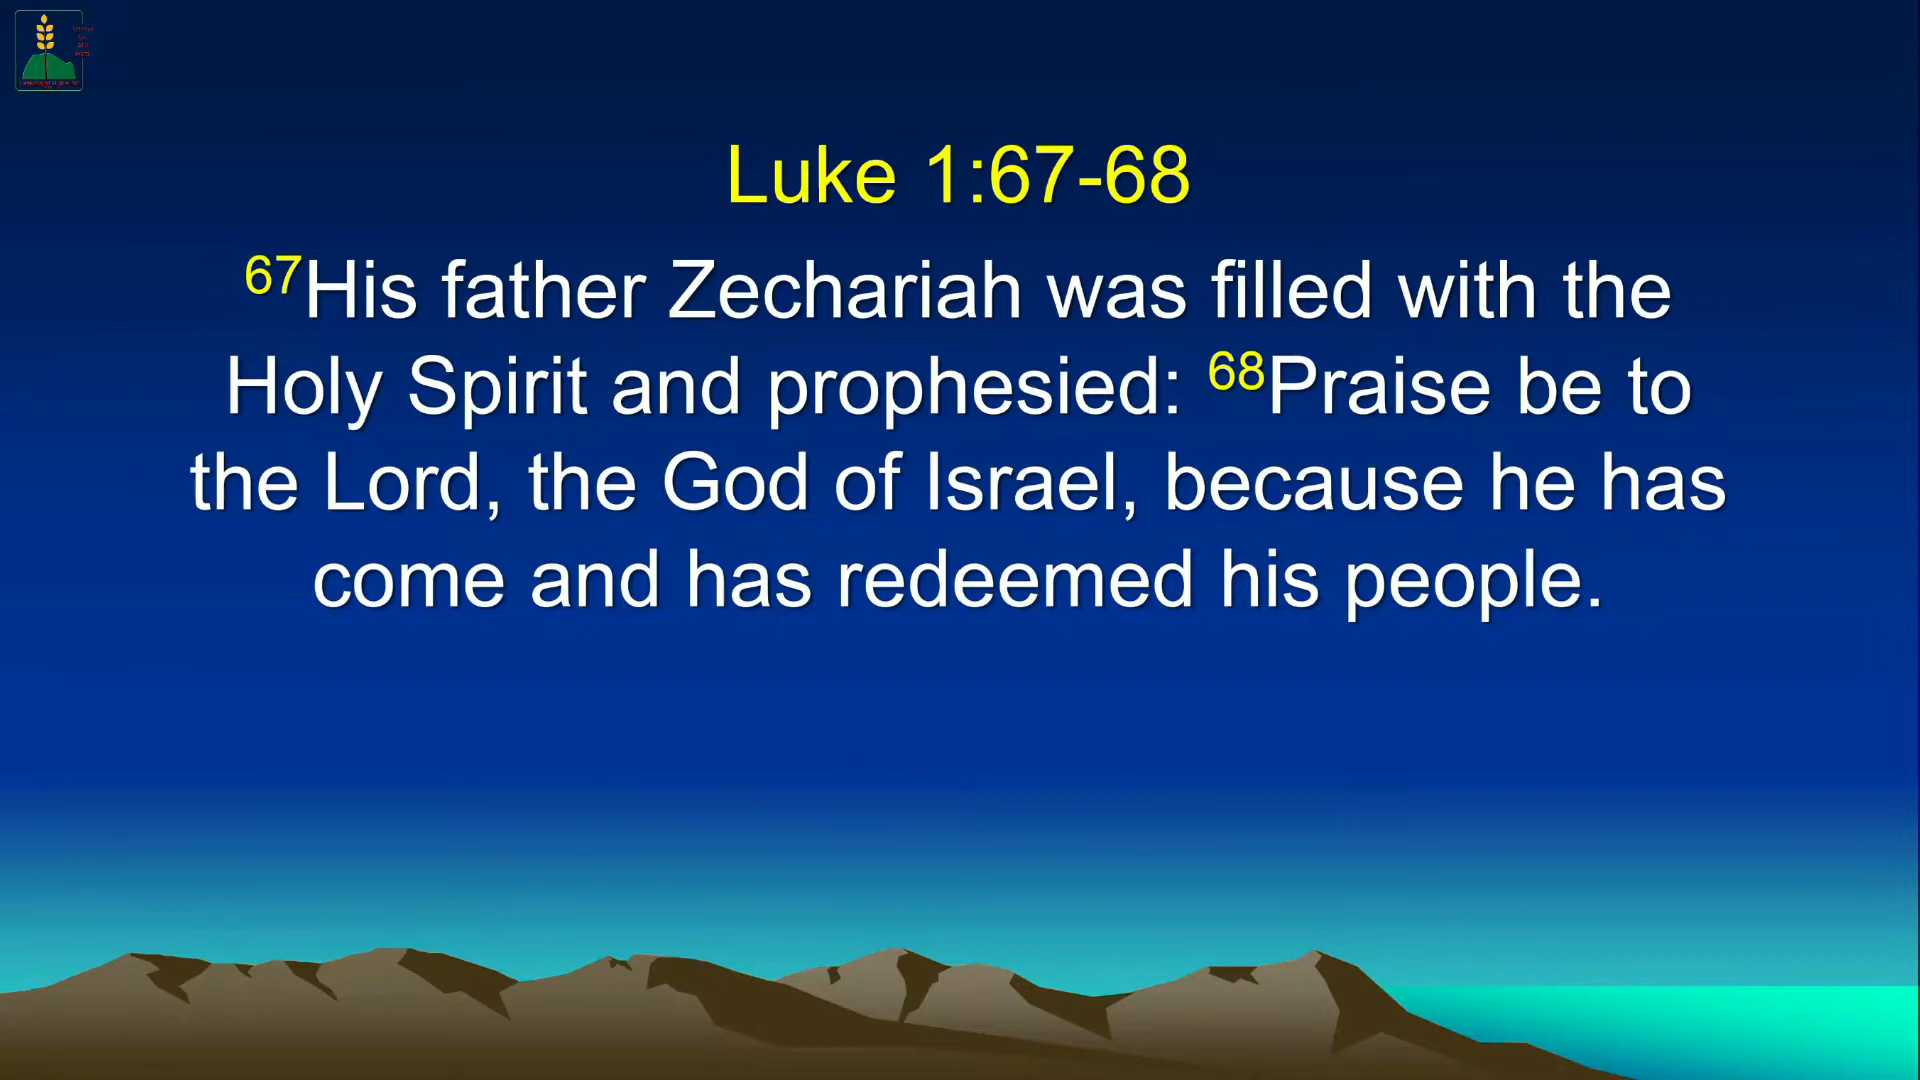 Luke 1:67-68
67His father Zechariah was filled with the
Holy Spirit and prophesied: 68Praise be to
the Lord, the God of Israel, because he has
come and has redeemed his people.